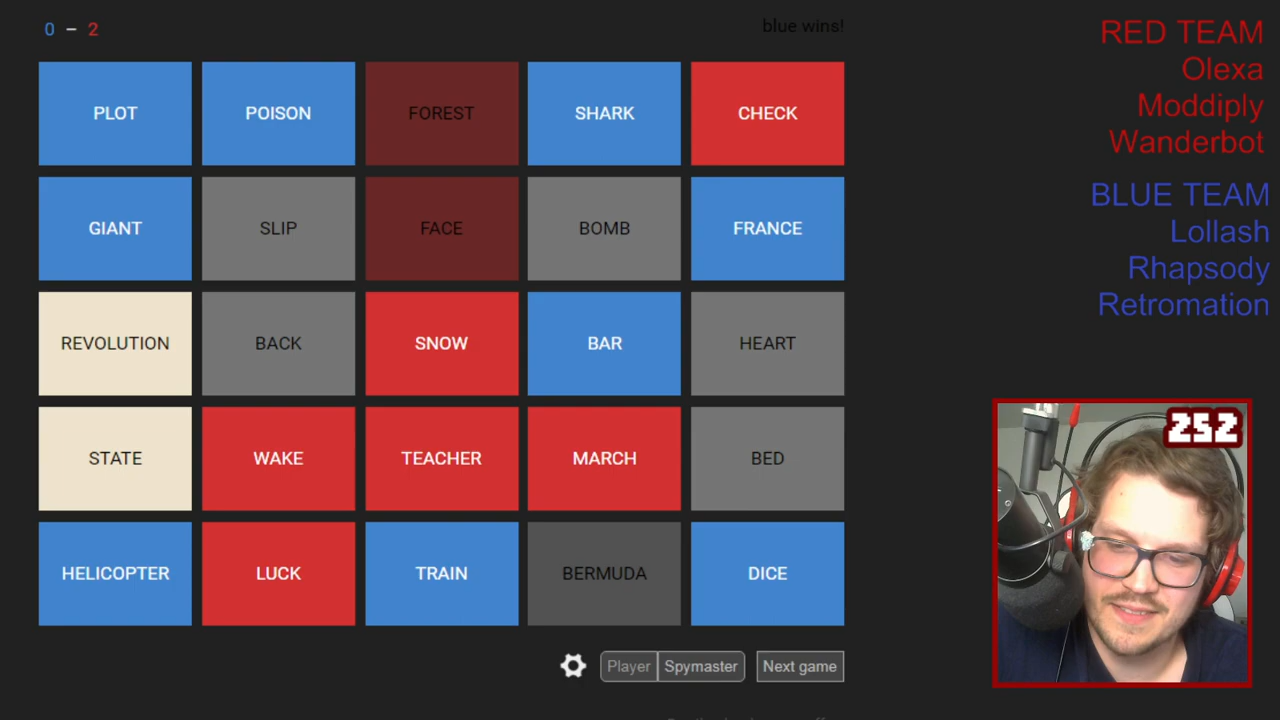 0 – 2
blue wins!
PLOT
POISON
FOREST
SHARK
CHECK
GIANT
SLIP
FACE
BOMB
FRANCE
REVOLUTION
BACK
SNOW
BAR
HEART
STATE
WAKE
TEACHER
MARCH
BED
HELICOPTER
LUCK
TRAIN
BERMUDA
DICE
Player
Spymaster
Next game
RED TEAM
Olexa
Moddiply
Wanderbot
BLUE TEAM
Lollash
Rhapsody
Retromation
252